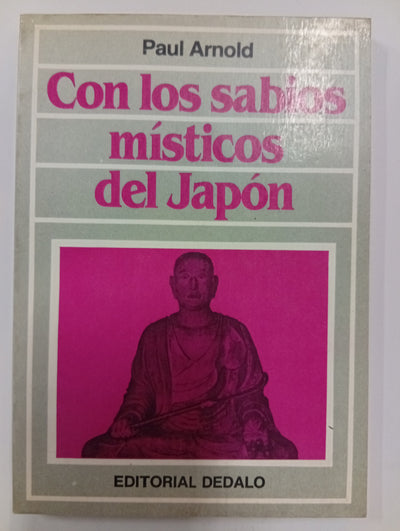 Paul Arnold
Con los sabios
místicos
del Japón
EDITORIAL DEDALO